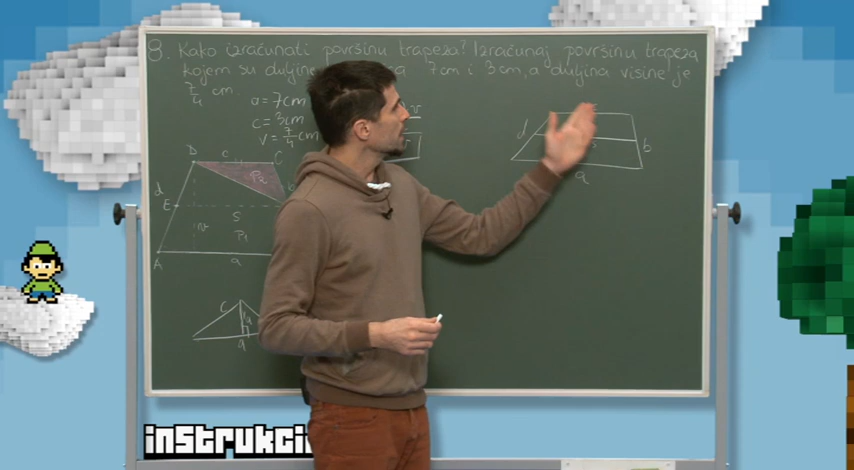 8. Kako izračunati površinu trapeza? Izračunaj površinu trapeza
kojem su duljine 7cm i 3cm, a duljina visine je
7/4 cm.
a = 7cm
c = 3cm
v = 7/4 cm
D c C
P2
d
E S
v P1
A a
d S b
a
c
a
instrukci